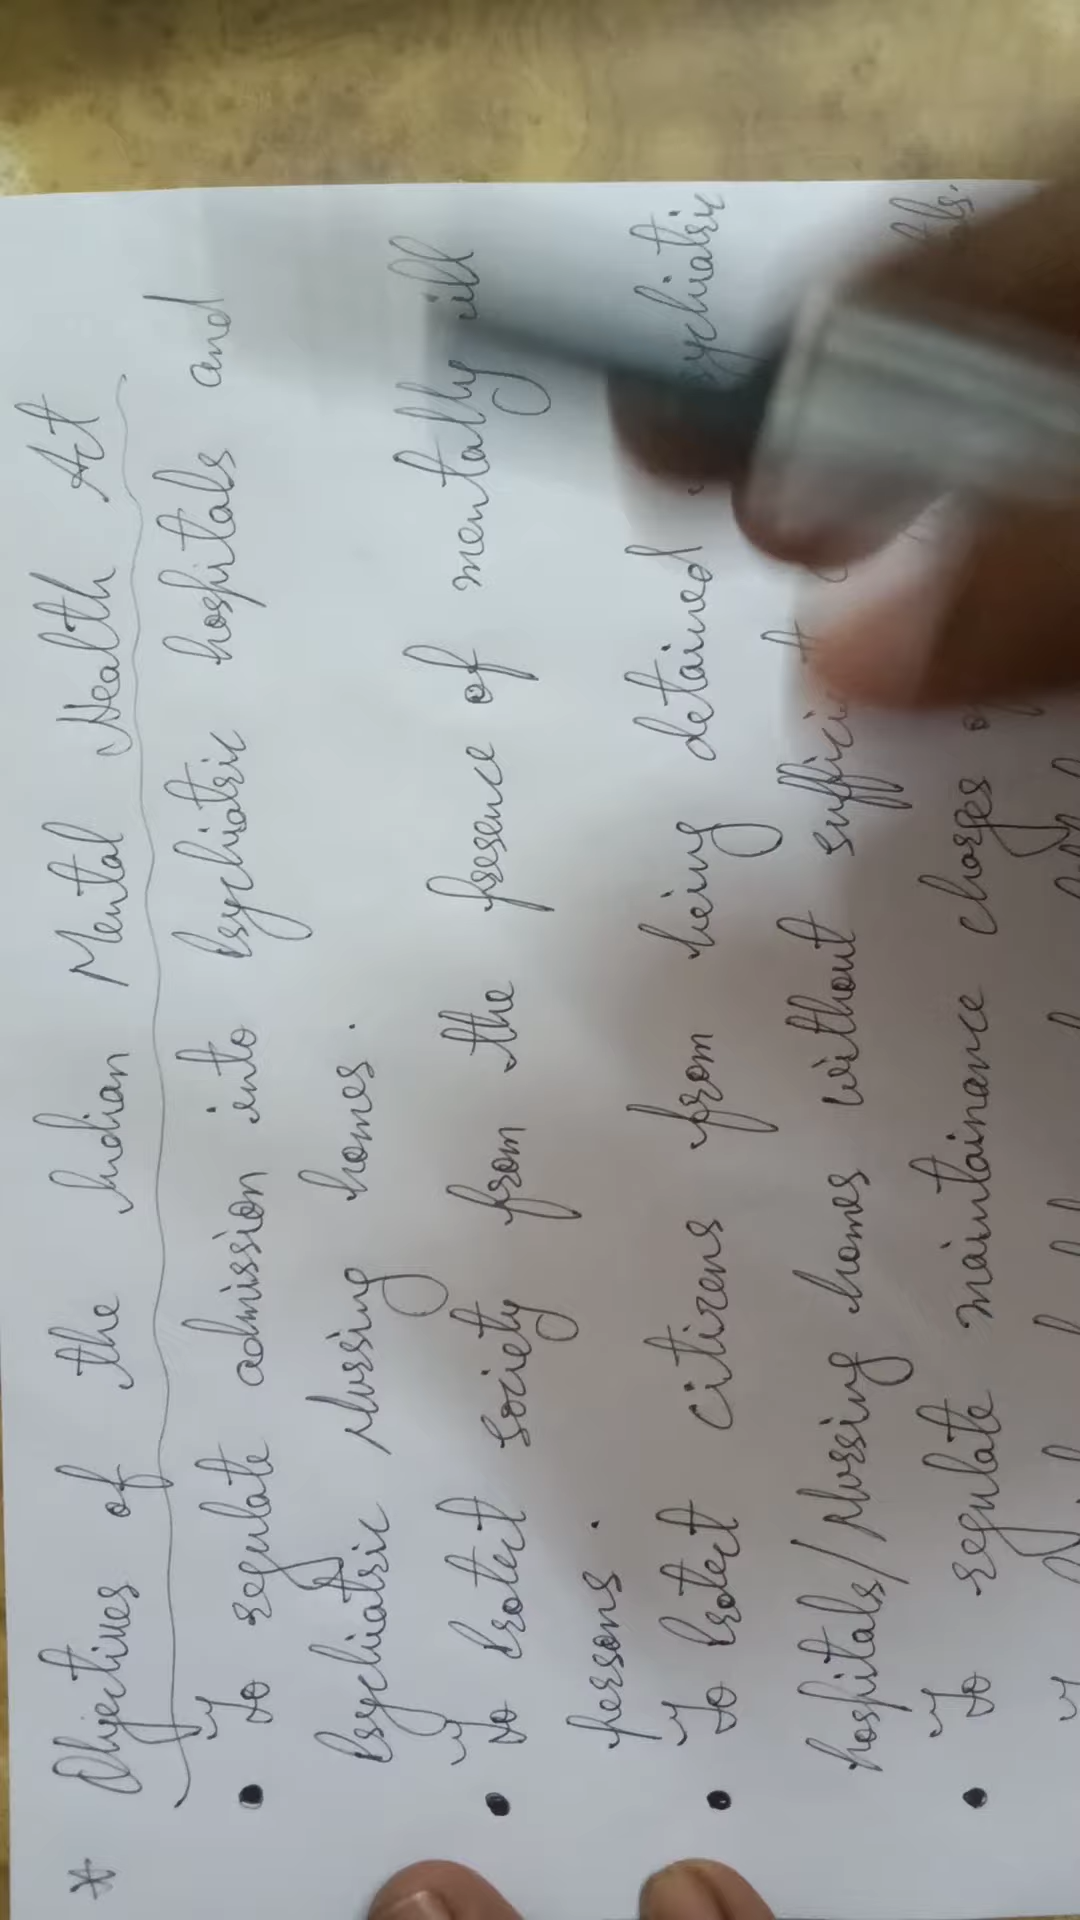 * Objectives of the Indian Mental Health Act
• To regulate admission into Psychiatric hospitals and
Psychiatric Nursing homes.
• To Protect society from the presence of mentally ill
persons.
• To Protect citizens from being detained
hospitals/Nursing homes without
• To regulate maintainance charges